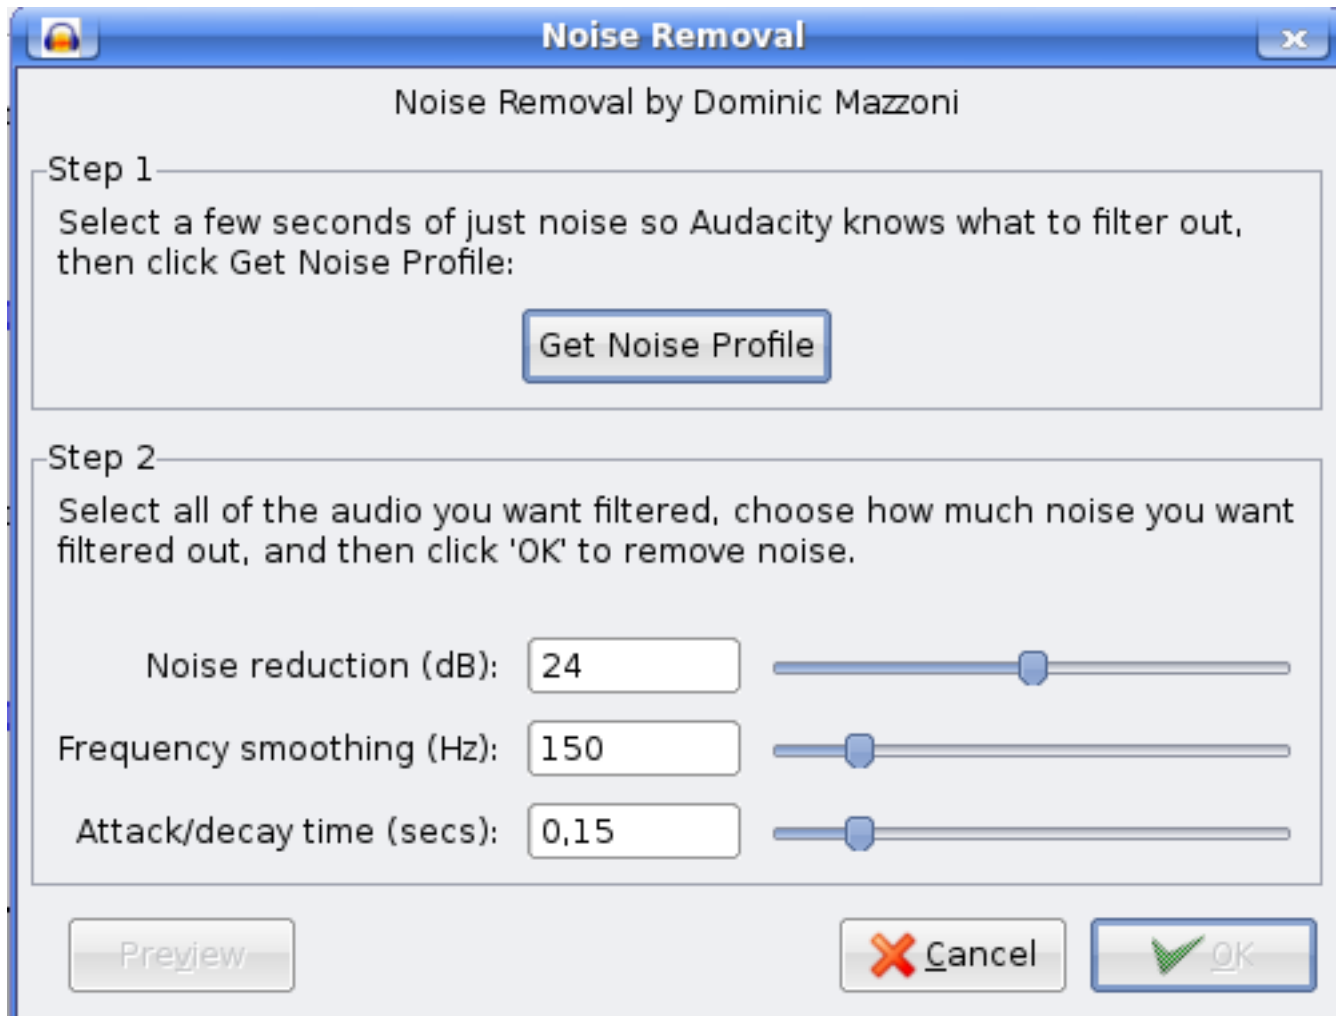 Noise Removal
Noise Removal by Dominic Mazzoni
Step 1
Select a few seconds of just noise so Audacity knows what to filter out,
then click Get Noise Profile:
Get Noise Profile
Step 2
Select all of the audio you want filtered, choose how much noise you want
filtered out, and then click 'OK' to remove noise.
Noise reduction (dB): 24
Frequency smoothing (Hz): 150
Attack/decay time (secs): 0,15
Preview Cancel OK